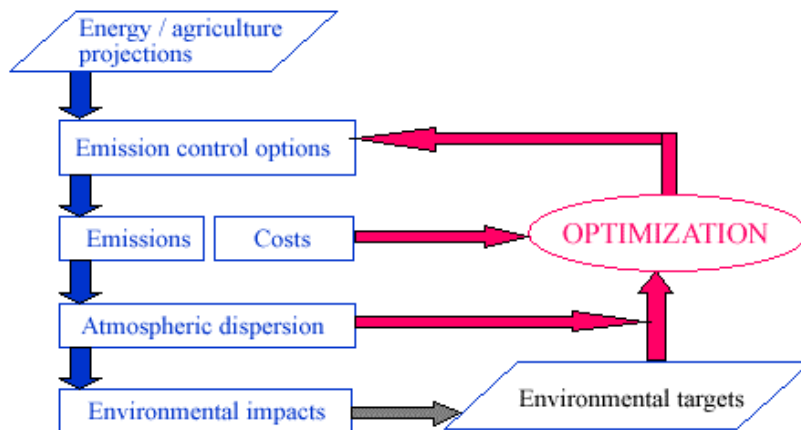 Energy / agriculture
projections
Emission control options
Emissions
Costs
OPTIMIZATION
Atmospheric dispersion
Environmental impacts
Environmental targets